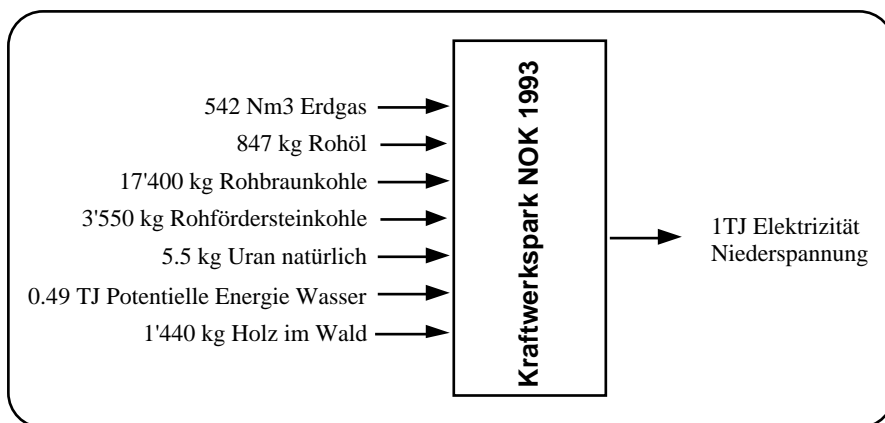 542 Nm3 Erdgas
847 kg Rohöl
17'400 kg Rohbraunkohle
3'550 kg Rohfördersteinkohle
5.5 kg Uran natürlich
0.49 TJ Potentielle Energie Wasser
1'440 kg Holz im Wald
Kraftwerkspark NOK 1993
1TJ Elektrizität
Niederspannung